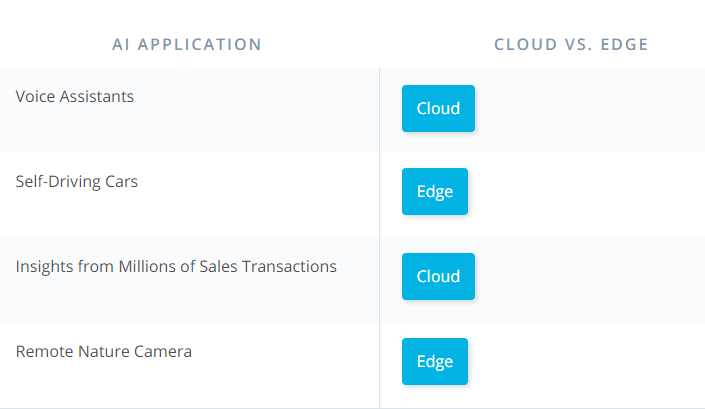 AI APPLICATION
CLOUD VS. EDGE
Voice Assistants
Cloud
Self-Driving Cars
Edge
Insights from Millions of Sales Transactions
Cloud
Remote Nature Camera
Edge